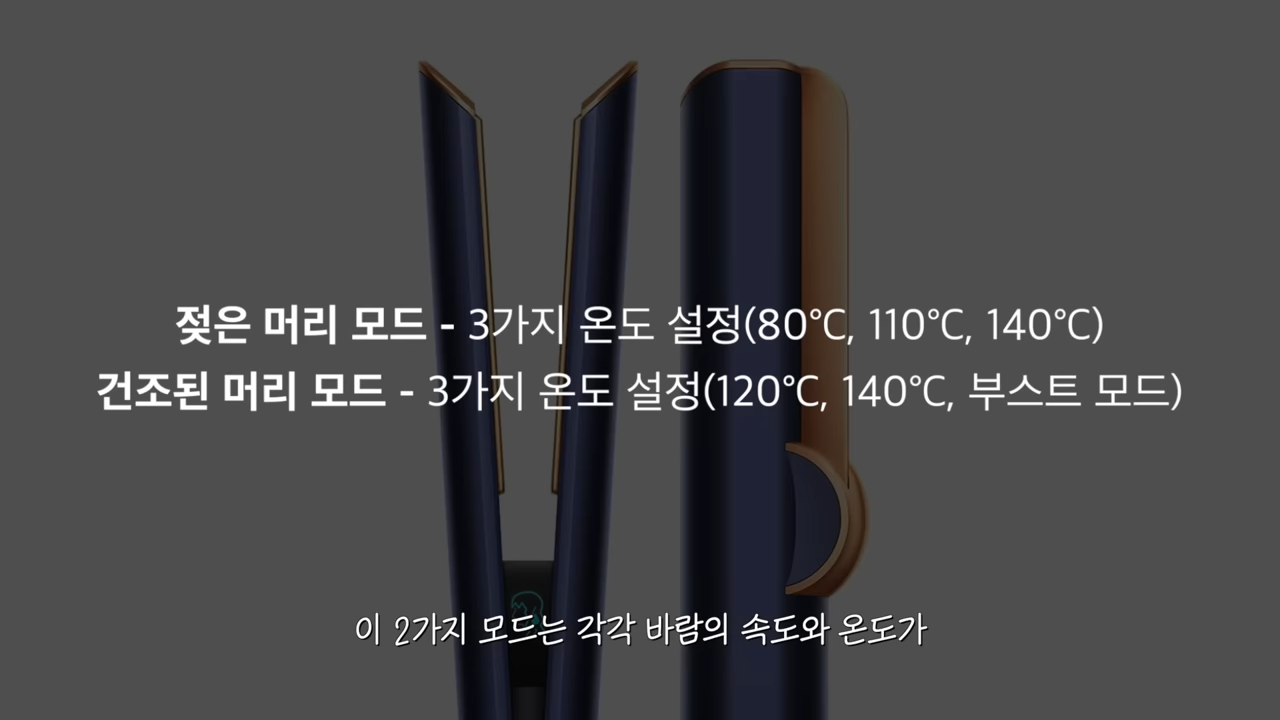 젖은 머리 모드 - 3가지 온도 설정(80°C, 110°C, 140°C)
건조된 머리 모드 - 3가지 온도 설정(120°C, 140°C, 부스트 모드)
이 2가지 모드는 각각 바람의 속도와 온도가